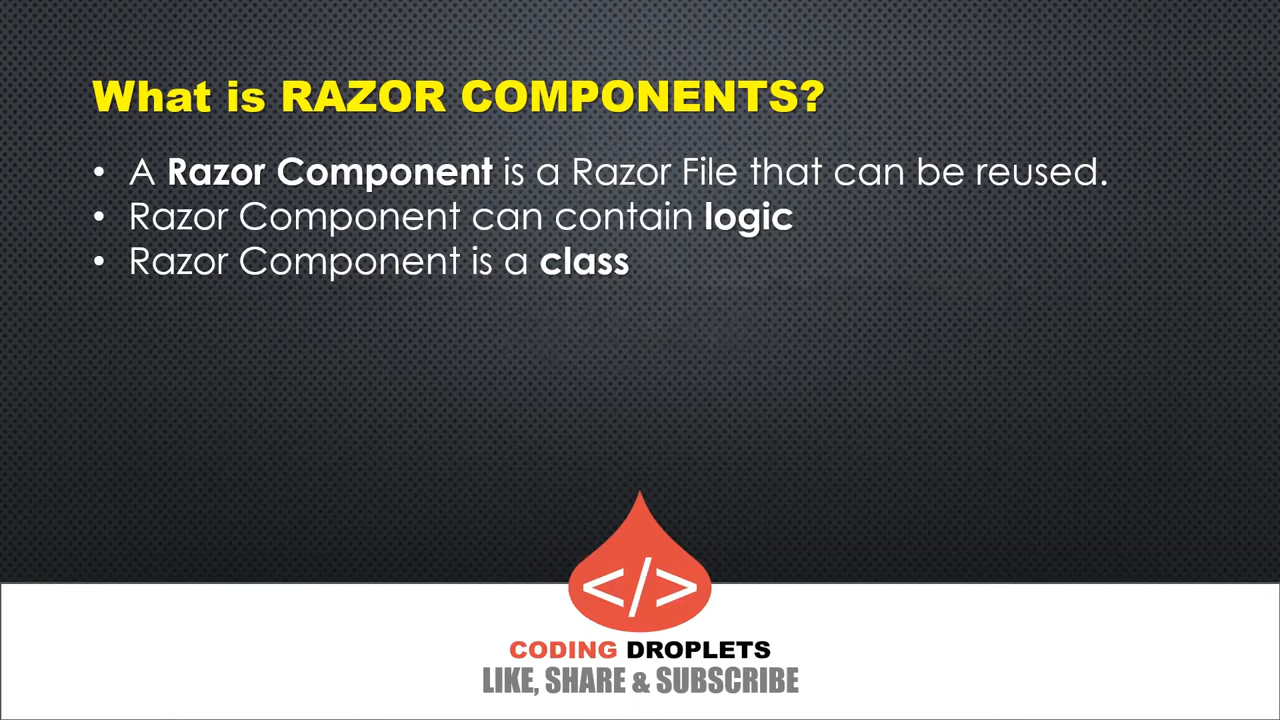 What is RAZOR COMPONENTS?
• A Razor Component is a Razor File that can be reused.
• Razor Component can contain logic
• Razor Component is a class
</>
CODING DROPLETS
LIKE, SHARE & SUBSCRIBE